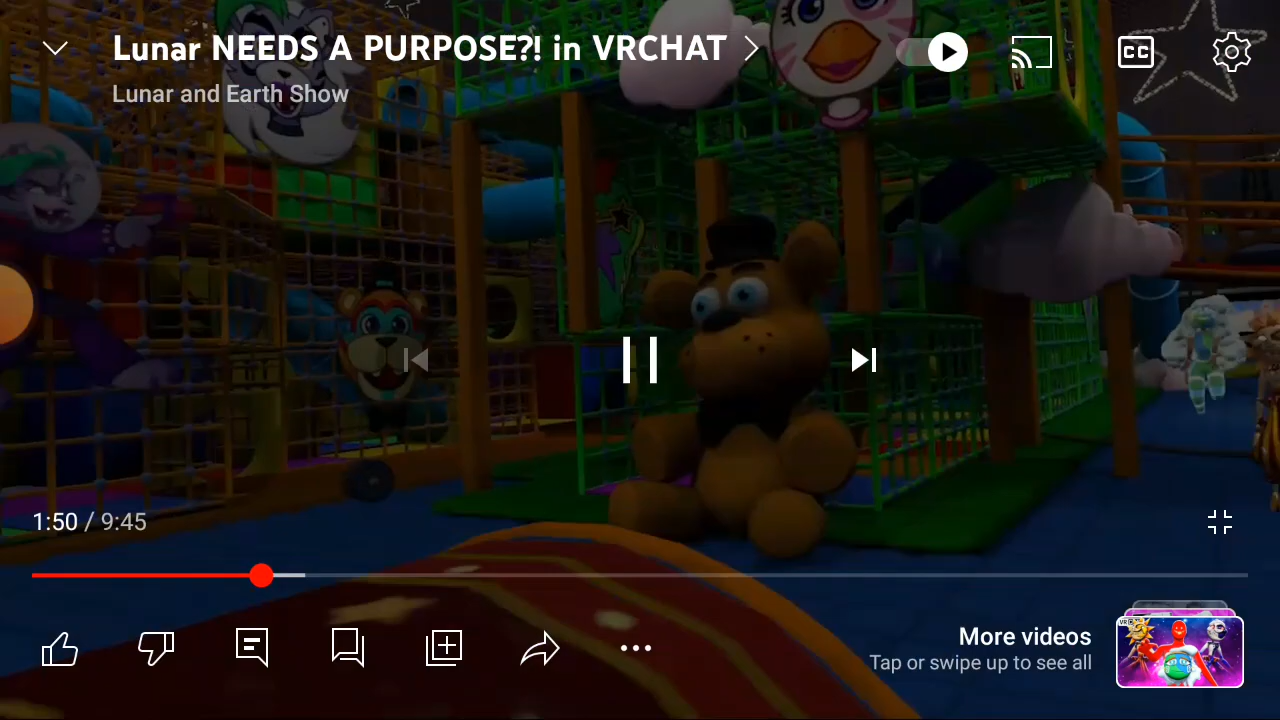 Lunar NEEDS A PURPOSE?! in VRCHAT
Lunar and Earth Show
CC
1:50 / 9:45
More videos
Tap or swipe up to see all